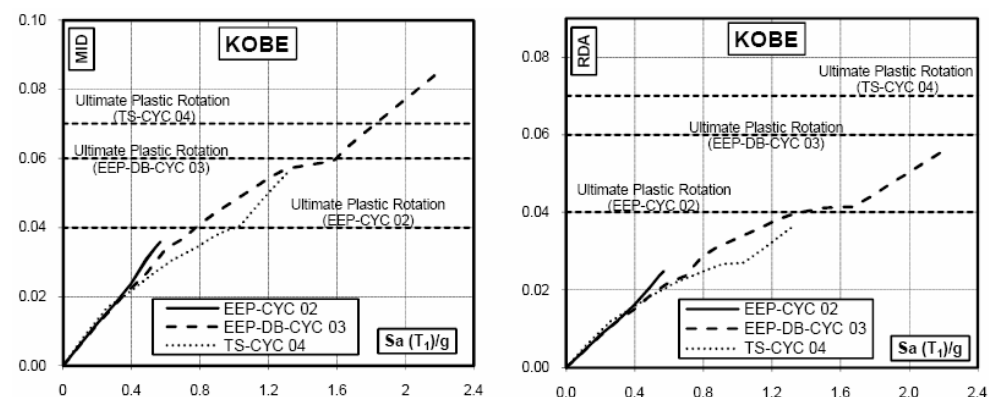 0.10
MID
KOBE
0.08
Ultimate Plastic Rotation
(TS-CYC 04)
0.06
Ultimate Plastic Rotation
(EEP-DB-CYC 03)
Ultimate Plastic Rotation
(EEP-CYC 02)
0.04
0.02
EEP-CYC 02
EEP-DB-CYC 03
TS-CYC 04
Sa (T1)/g
0.00
0 0.4 0.8 1.2 1.6 2 2.4
RDA
KOBE
0.08
Ultimate Plastic Rotation
(TS-CYC 04)
0.06
Ultimate Plastic Rotation
(EEP-DB-CYC 03)
Ultimate Plastic Rotation
(EEP-CYC 02)
0.04
0.02
EEP-CYC 02
EEP-DB-CYC 03
TS-CYC 04
Sa (T1)/g
0.00
0.0 0.4 0.8 1.2 1.6 2.0 2.4